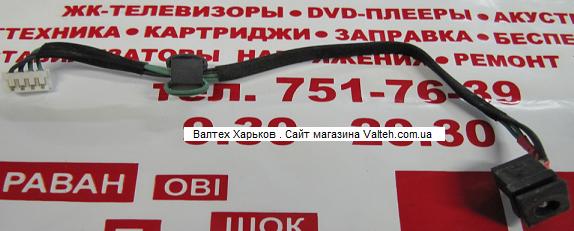 ЖК-ТЕЛЕВИЗОРЫ • DVD-ПЛЕЕРЫ • АКУСТ
ТЕХНИКА • КАРТРИДЖИ • ЗАПРАВКА • БЕСПЕ
НАПРЯЖЕНИЯ • РЕМОНТ
тел. 751-76-39
Валтех Харьков . Сайт магазина Valteh.com.ua
РАВАН
ОВІ
ШОК